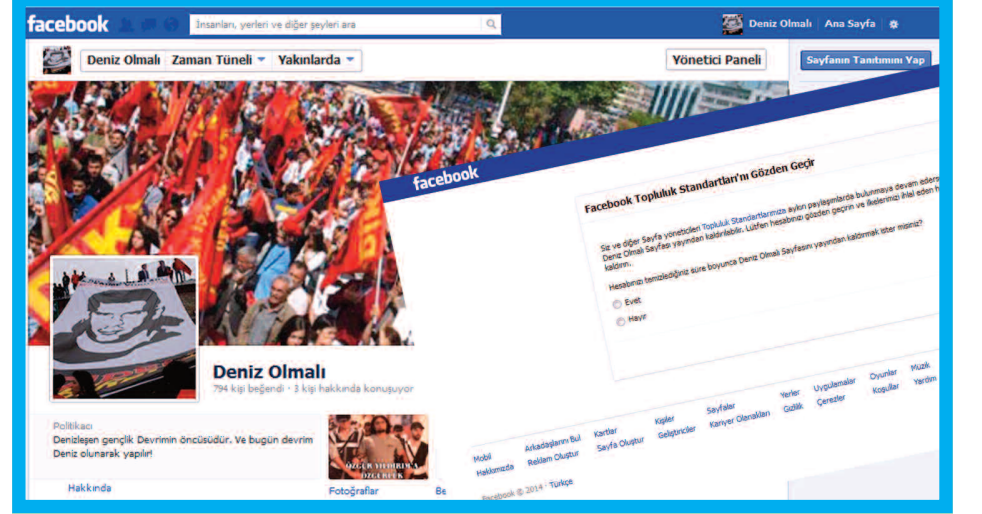 facebook
İnsanları, yerleri ve diğer şeyleri ara
Deniz Olmalı Ana Sayfa
Deniz Olmalı Zaman Tüneli Yakınlarda
Yönetici Paneli
Sayfanın Tanıtımını Yap
Deniz Olmalı
794 kişi beğendi · 3 kişi hakkında konuşuyor
Politikacı
Denizleşen gençlik Devrimin öncüsüdür. Ve bugün devrim
Deniz olunarak yapılır!
Hakkında
ÖZGÜR YILDIRIM'A
ÖZGÜRLÜK
Fotoğraflar
Be
facebook
Facebook Topluluk Standartları'nı Gözden Geçir
Siz ve diğer Sayfa yöneticileri Topluluk Standartlarımıza aykırı paylaşımlarda bulunmaya devam eders
Deniz Olmalı Sayfası yayından kaldırılabilir. Lütfen hesabınızı gözden geçirin ve ilkelerimizi ihlal eden h
kaldırın.
Hesabınızı temizlediğiniz süre boyunca Deniz Olmalı Sayfasını yayından kaldırmak ister misiniz?
Evet
Hayır
Mobil Arkadaşlarını Bul Kartlar Kişiler Sayfalar Yerler Uygulamalar Oyunlar Müzik
Hakkımızda Reklam Oluştur Sayfa Oluştur Geliştiriciler Kariyer Olanakları Gizlilik Çerezler Koşullar Yardım
Facebook © 2014 · Türkçe